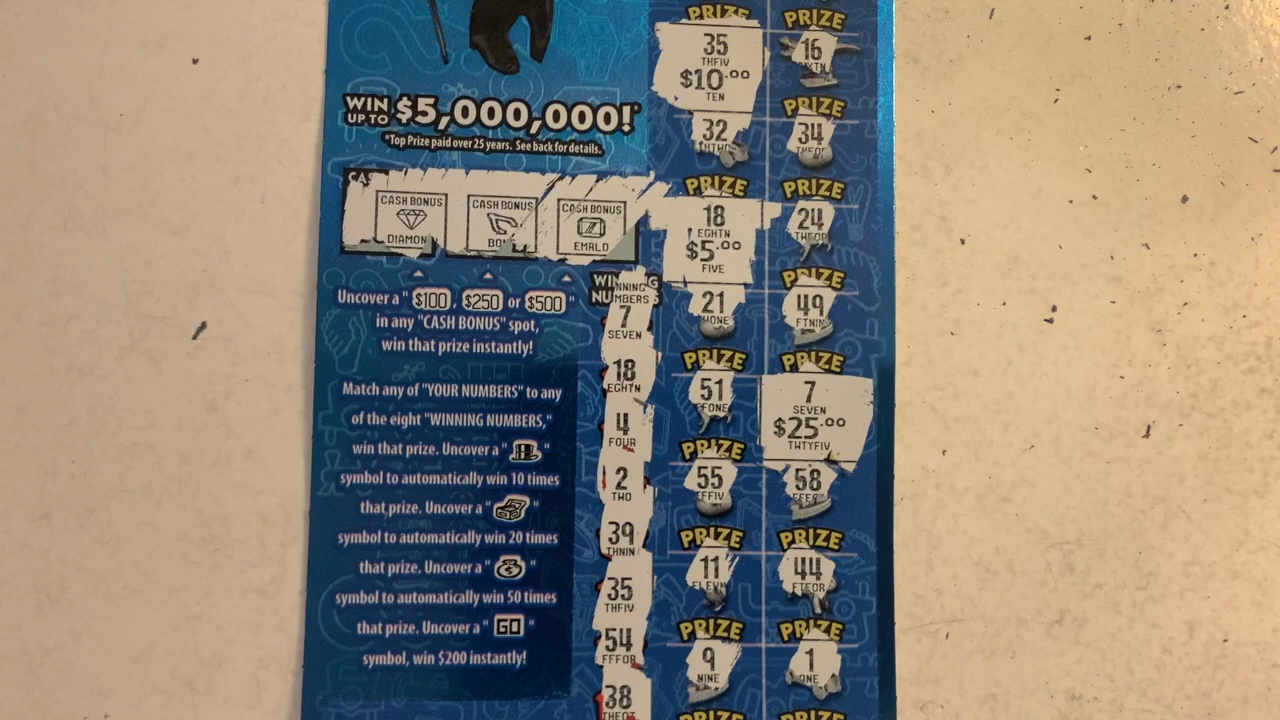 WIN UP TO $5,000,000!*
*Top Prize paid over 25 years. See back for details.
CASH BONUS CASH BONUS CASH BONUS
DIAMON EMRLD
Uncover a "$100, $250 or $500"
in any "CASH BONUS" spot,
win that prize instantly!
Match any of "YOUR NUMBERS" to any
of the eight "WINNING NUMBERS,"
win that prize. Uncover a " "
symbol to automatically win 10 times
that prize. Uncover a " "
symbol to automatically win 20 times
that prize. Uncover a " "
symbol to automatically win 50 times
that prize. Uncover a " GO "
symbol, win $200 instantly!
7
SEVEN
18
EGHTN
4
FOUR
2
TWO
39
THNIN
35
THFIV
54
FFFOR
38
PRIZE PRIZE
35 16
THFIV
$10.00
TEN
PRIZE
32 34
PRIZE PRIZE
18 24
EGHTN
$5.00
FIVE
PRIZE
21 49
PRIZE PRIZE
51 7
SEVEN
$25.00
TWTYFIV
PRIZE
55 58
PRIZE PRIZE
11 44
PRIZE PRIZE
9 1
NINE ONE
PRIZE PRIZE